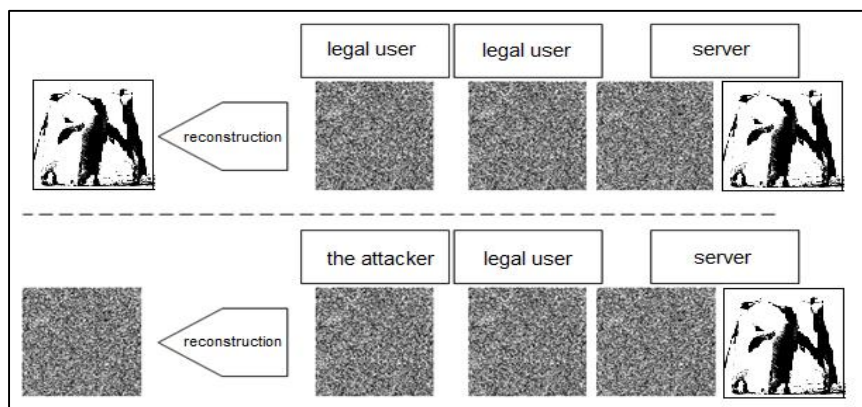 legal user
legal user
server
reconstruction
the attacker
legal user
server
reconstruction